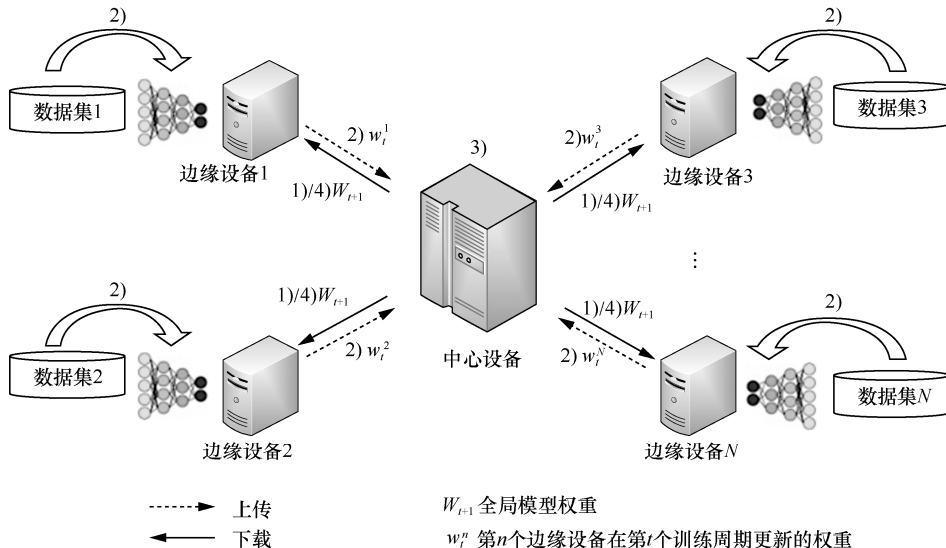 2)
2)
数据集1
数据集3
边缘设备1
2) w_t^1
3)
2)w_t^3
边缘设备3
1)/4)W_{t+1}
1)/4)W_{t+1}
⋮
2)
1)/4)W_{t+1}
1)/4)W_{t+1}
2)
数据集2
2) w_t^2
中心设备
2) w_t^N
数据集N
边缘设备2
边缘设备N
上传
W_{t+1} 全局模型权重
下载
w_t^n 第n个边缘设备在第t个训练周期更新的权重